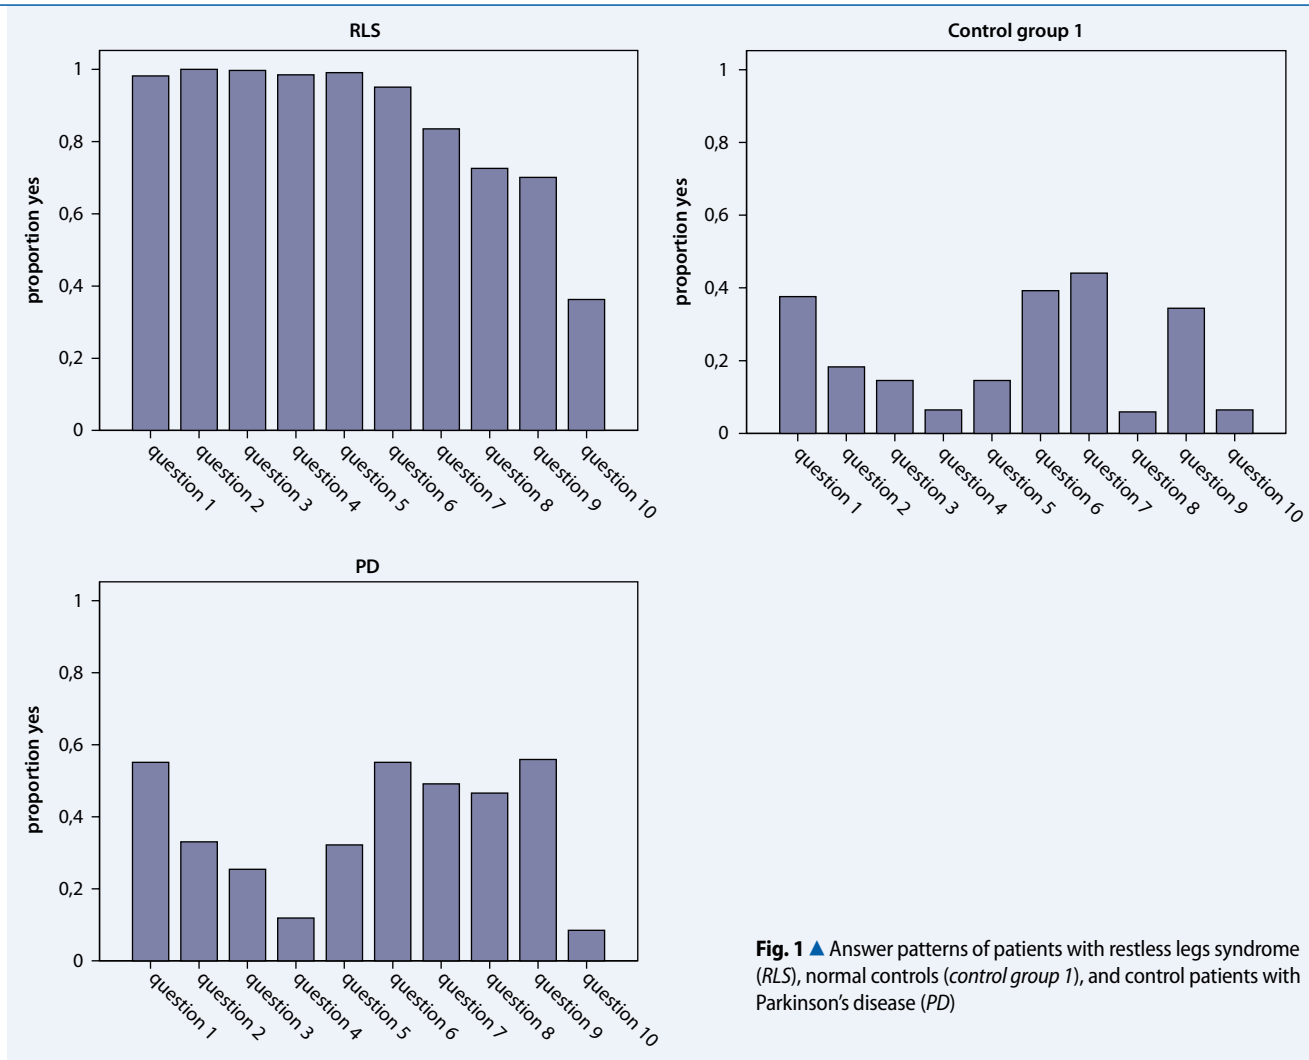 RLS
proportion yes
1
0,8
0,6
0,4
0,2
0
question 1
question 2
question 3
question 4
question 5
question 6
question 7
question 8
question 9
question 10
Control group 1
proportion yes
1
0,8
0,6
0,4
0,2
0
question 1
question 2
question 3
question 4
question 5
question 6
question 7
question 8
question 9
question 10
PD
proportion yes
1
0,8
0,6
0,4
0,2
0
question 1
question 2
question 3
question 4
question 5
question 6
question 7
question 8
question 9
question 10
Fig. 1 ▲ Answer patterns of patients with restless legs syndrome
(RLS), normal controls (control group 1), and control patients with
Parkinson's disease (PD)